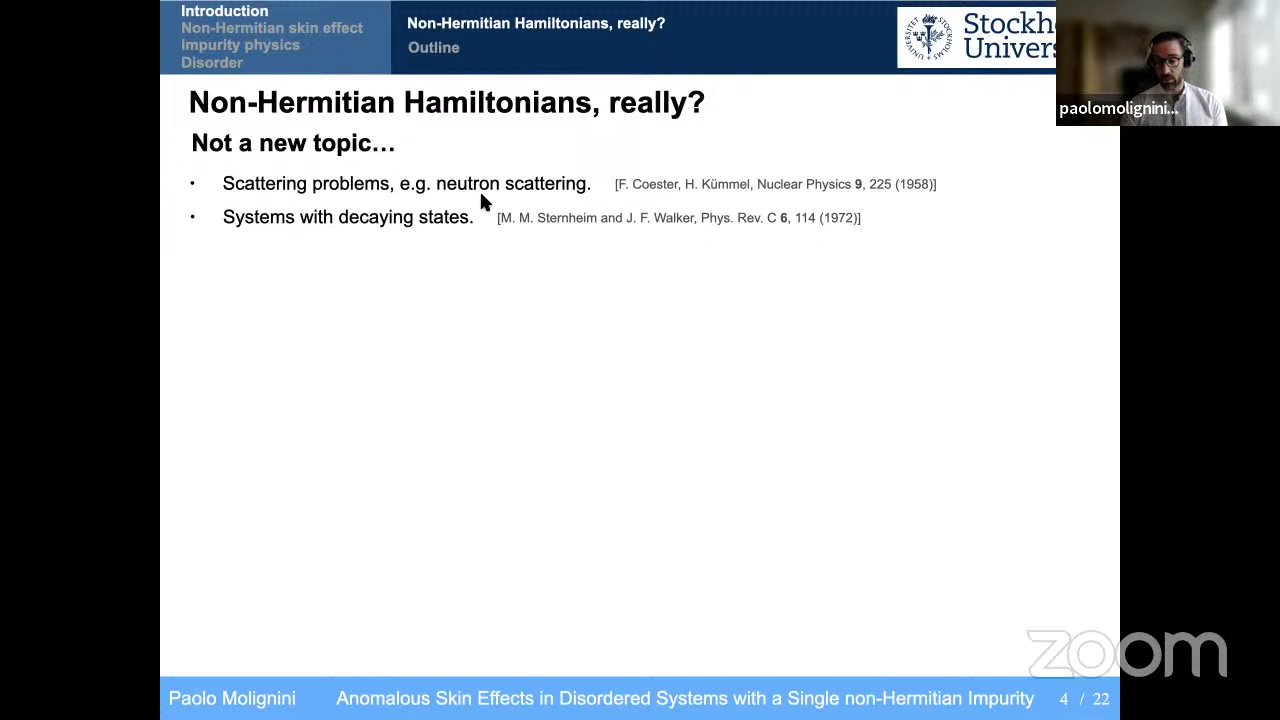 Introduction
Non-Hermitian skin effect
Impurity physics
Disorder
Non-Hermitian Hamiltonians, really?
Outline
Stockh
Univers
paolomolignini...
Non-Hermitian Hamiltonians, really?
Not a new topic…
• Scattering problems, e.g. neutron scattering. [F. Coester, H. Kümmel, Nuclear Physics 9, 225 (1958)]
• Systems with decaying states. [M. M. Sternheim and J. F. Walker, Phys. Rev. C 6, 114 (1972)]
zoom
Paolo Molignini Anomalous Skin Effects in Disordered Systems with a Single non-Hermitian Impurity 4 / 22